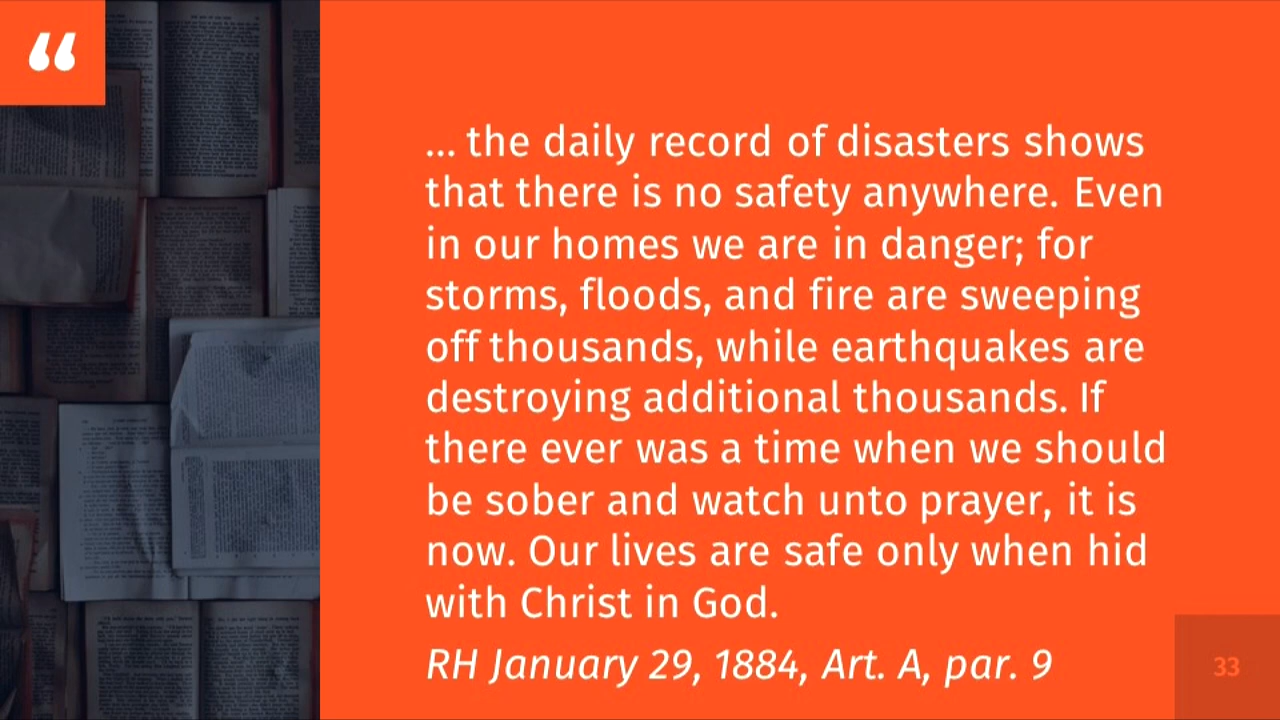 “
... the daily record of disasters shows
that there is no safety anywhere. Even
in our homes we are in danger; for
storms, floods, and fire are sweeping
off thousands, while earthquakes are
destroying additional thousands. If
there ever was a time when we should
be sober and watch unto prayer, it is
now. Our lives are safe only when hid
with Christ in God.
RH January 29, 1884, Art. A, par. 9
33